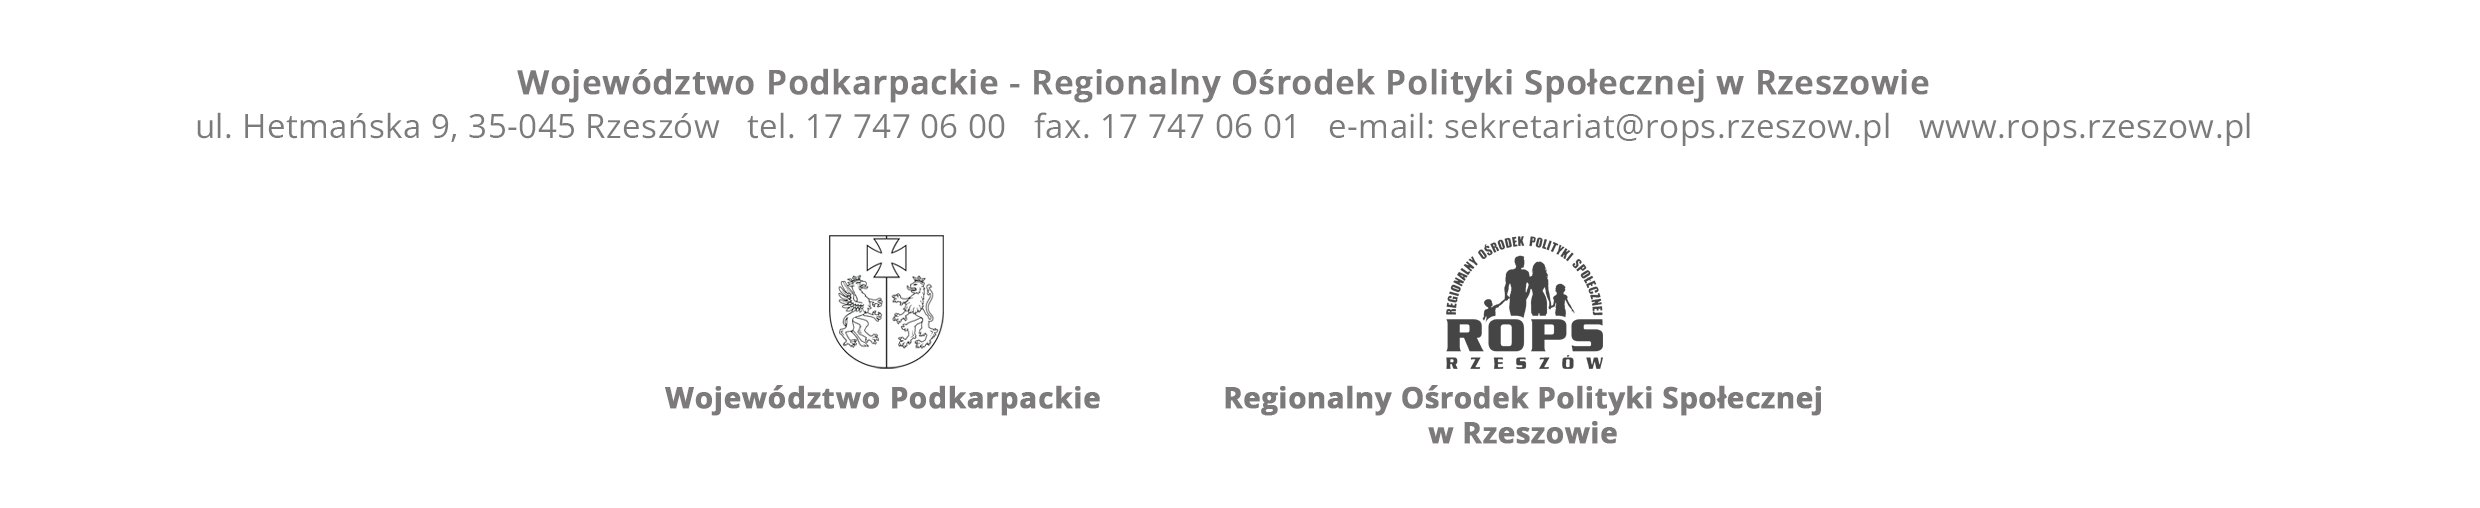 Województwo Podkarpackie - Regionalny Ośrodek Polityki Społecznej w Rzeszowie
ul. Hetmańska 9, 35-045 Rzeszów tel. 17 747 06 00 fax. 17 747 06 01 e-mail: sekretariat@rops.rzeszow.pl www.rops.rzeszow.pl
REGIONALNY OŚRODEK POLITYKI SPOŁECZNEJ
ROPS
RZESZÓW
Województwo Podkarpackie
Regionalny Ośrodek Polityki Społecznej
w Rzeszowie